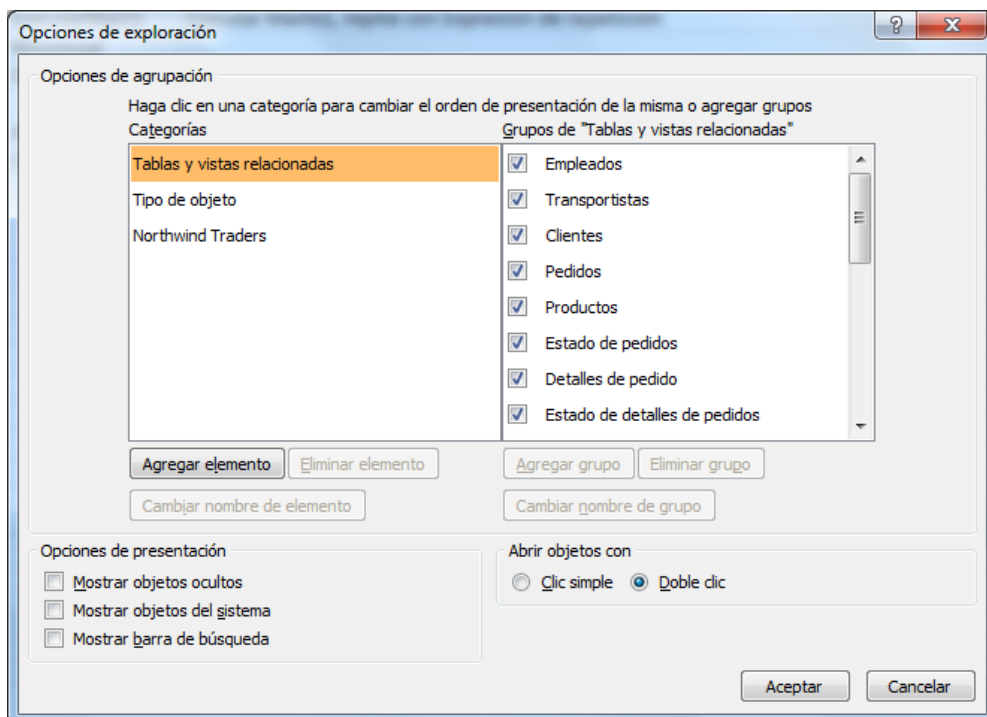 Opciones de exploración
Opciones de agrupación
Haga clic en una categoría para cambiar el orden de presentación de la misma o agregar grupos
Categorías
Grupos de "Tablas y vistas relacionadas"
Tablas y vistas relacionadas
Tipo de objeto
Northwind Traders
Empleados
Transportistas
Clientes
Pedidos
Productos
Estado de pedidos
Detalles de pedido
Estado de detalles de pedidos
Agregar elemento
Eliminar elemento
Cambiar nombre de elemento
Agregar grupo
Eliminar grupo
Cambiar nombre de grupo
Opciones de presentación
Mostrar objetos ocultos
Mostrar objetos del sistema
Mostrar barra de búsqueda
Abrir objetos con
Clic simple
Doble clic
Aceptar
Cancelar